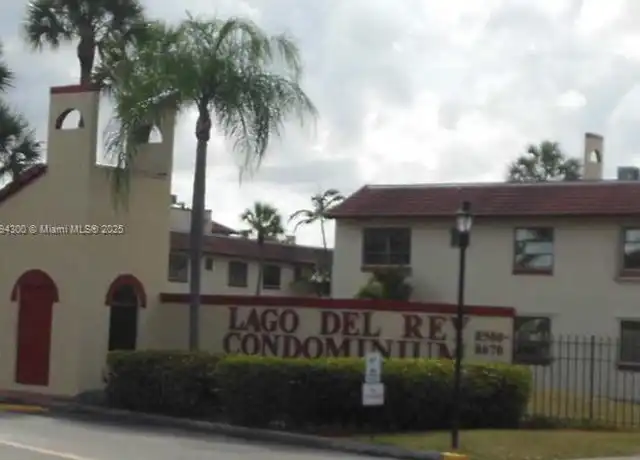 94300 © Miami MLS® 2025
LAGO DEL REY
CONDOMINIUM